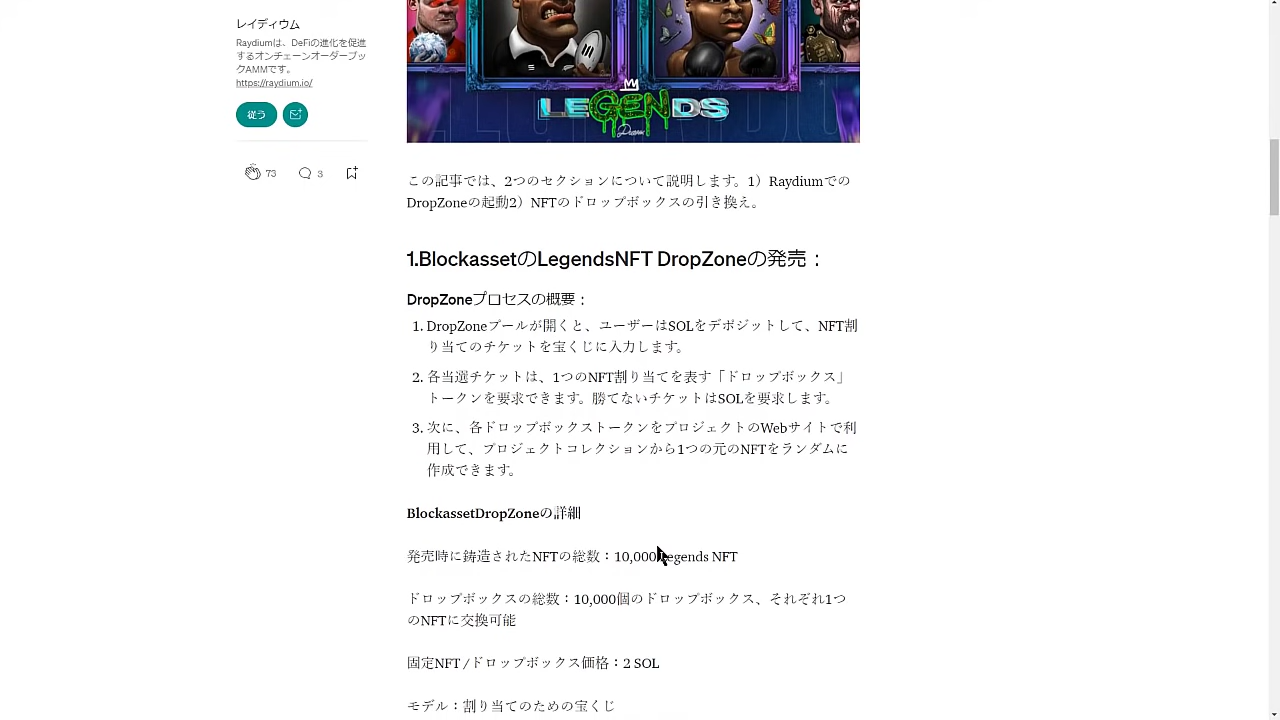 LEGENDS
レイディウム
Raydiumは、DeFiの進化を促進
するオンチェーンオーダーブッ
クAMMです。
https://raydium.io/
従う
73
3
この記事では、2つのセクションについて説明します。1）Raydiumでの
DropZoneの起動2）NFTのドロップボックスの引き換え。
1.BlockassetのLegendsNFT DropZoneの発売：
DropZoneプロセスの概要：
1. DropZoneプールが開くと、ユーザーはSOLをデポジットして、NFT割
り当てのチケットを宝くじに入力します。
2. 各当選チケットは、1つのNFT割り当てを表す「ドロップボックス」
トークンを要求できます。勝てないチケットはSOLを要求します。
3. 次に、各ドロップボックストークンをプロジェクトのWebサイトで利
用して、プロジェクトコレクションから1つの元のNFTをランダムに
作成できます。
BlockassetDropZoneの詳細
発売時に鋳造されたNFTの総数：10,000Legends NFT
ドロップボックスの総数：10,000個のドロップボックス、それぞれ1つ
のNFTに交換可能
固定NFT /ドロップボックス価格：2 SOL
モデル：割り当てのための宝くじ